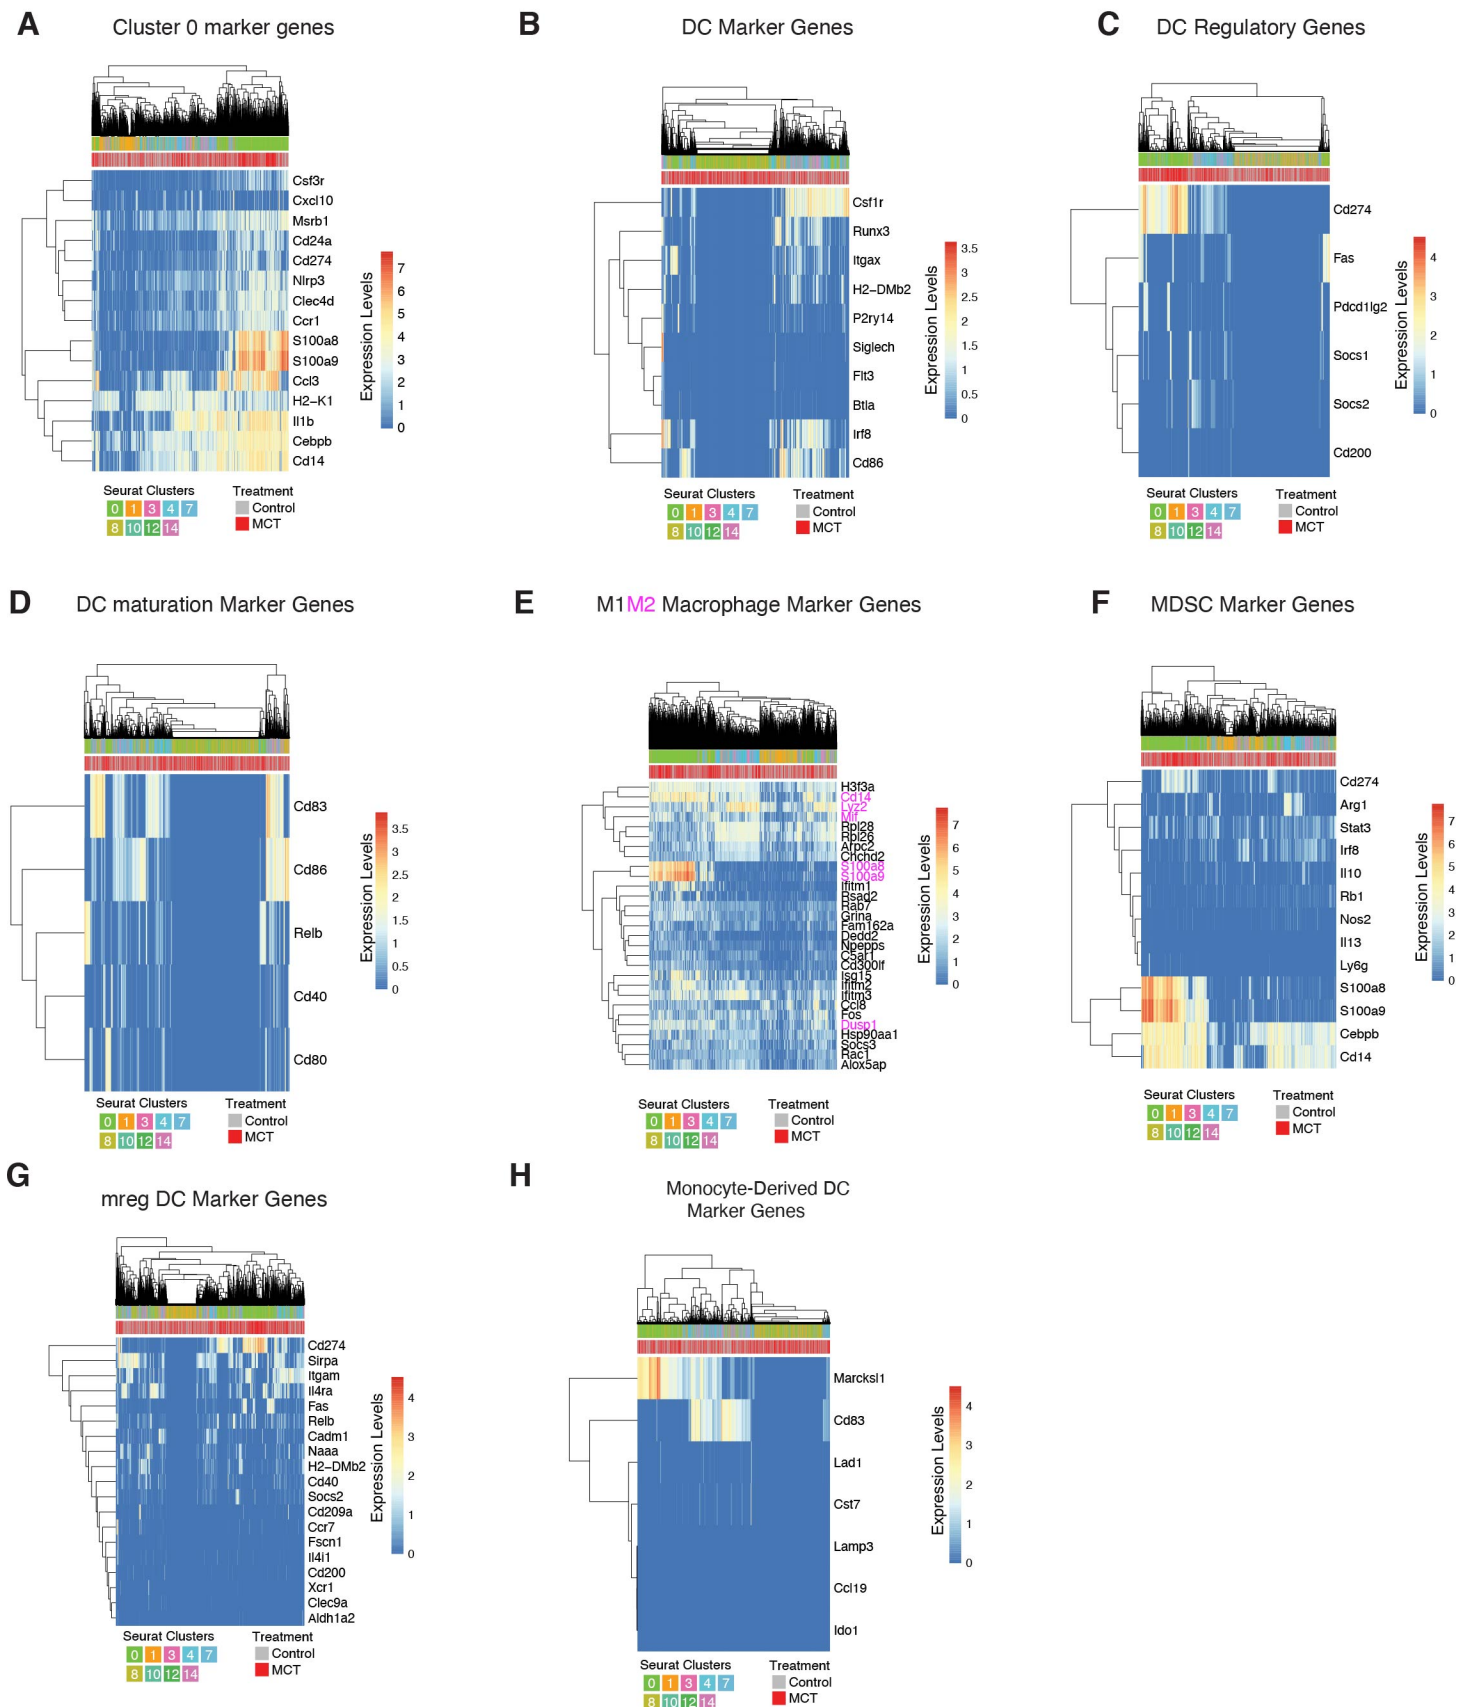 A
Cluster 0 marker genes
Csf3r
Cxcl10
Msrb1
Cd24a
Cd274
Nlrp3
Clec4d
Ccr1
S100a8
S100a9
Ccl3
H2−K1
Il1b
Cebpb
Cd14
Expression Levels
7
6
5
4
3
2
1
0
Seurat Clusters
0 1 3 4 7
8 10 12 14
Treatment
Control
MCT
B
DC Marker Genes
Csf1r
Runx3
Itgax
H2−DMb2
P2ry14
Siglech
Flt3
Btla
Irf8
Cd86
Expression Levels
3.5
3
2.5
2
1.5
1
0.5
0
Seurat Clusters
0 1 3 4 7
8 10 12 14
Treatment
Control
MCT
C
DC Regulatory Genes
Cd274
Fas
Pdcd1lg2
Socs1
Socs2
Cd200
Expression Levels
4
3
2
1
0
Seurat Clusters
0 1 3 4 7
8 10 12 14
Treatment
Control
MCT
D
DC maturation Marker Genes
Cd83
Cd86
Relb
Cd40
Cd80
Expression Levels
3.5
3
2.5
2
1.5
1
0.5
0
Seurat Clusters
0 1 3 4 7
8 10 12 14
Treatment
Control
MCT
E
M1M2 Macrophage Marker Genes
H3f3a
Cd14
Lyz2
Mif
Rpl28
Rpl26
Arpc2
Chchd2
S100a8
S100a9
Ifitm1
Rsad2
Rab7
Grina
Fam162a
Dedd2
Npepps
C5ar1
Cd300lf
Isg15
Ifitm2
Ifitm3
Ccl8
Fos
Dusp1
Hsp90aa1
Socs3
Rac1
Alox5ap
Expression Levels
7
6
5
4
3
2
1
0
Seurat Clusters
0 1 3 4 7
8 10 12 14
Treatment
Control
MCT
F
MDSC Marker Genes
Cd274
Arg1
Stat3
Irf8
Il10
Rb1
Nos2
Il13
Ly6g
S100a8
S100a9
Cebpb
Cd14
Expression Levels
7
6
5
4
3
2
1
0
Seurat Clusters
0 1 3 4 7
8 10 12 14
Treatment
Control
MCT
G
mreg DC Marker Genes
Cd274
Sirpa
Itgam
Il4ra
Fas
Relb
Cadm1
Naaa
H2−DMb2
Cd40
Socs2
Cd209a
Ccr7
Fscn1
Il4i1
Cd200
Xcr1
Clec9a
Aldh1a2
Expression Levels
4
3
2
1
0
Seurat Clusters
0 1 3 4 7
8 10 12 14
Treatment
Control
MCT
H
Monocyte-Derived DC
Marker Genes
Marcksl1
Cd83
Lad1
Cst7
Lamp3
Ccl19
Ido1
Expression Levels
4
3
2
1
0
Seurat Clusters
0 1 3 4 7
8 10 12 14
Treatment
Control
MCT